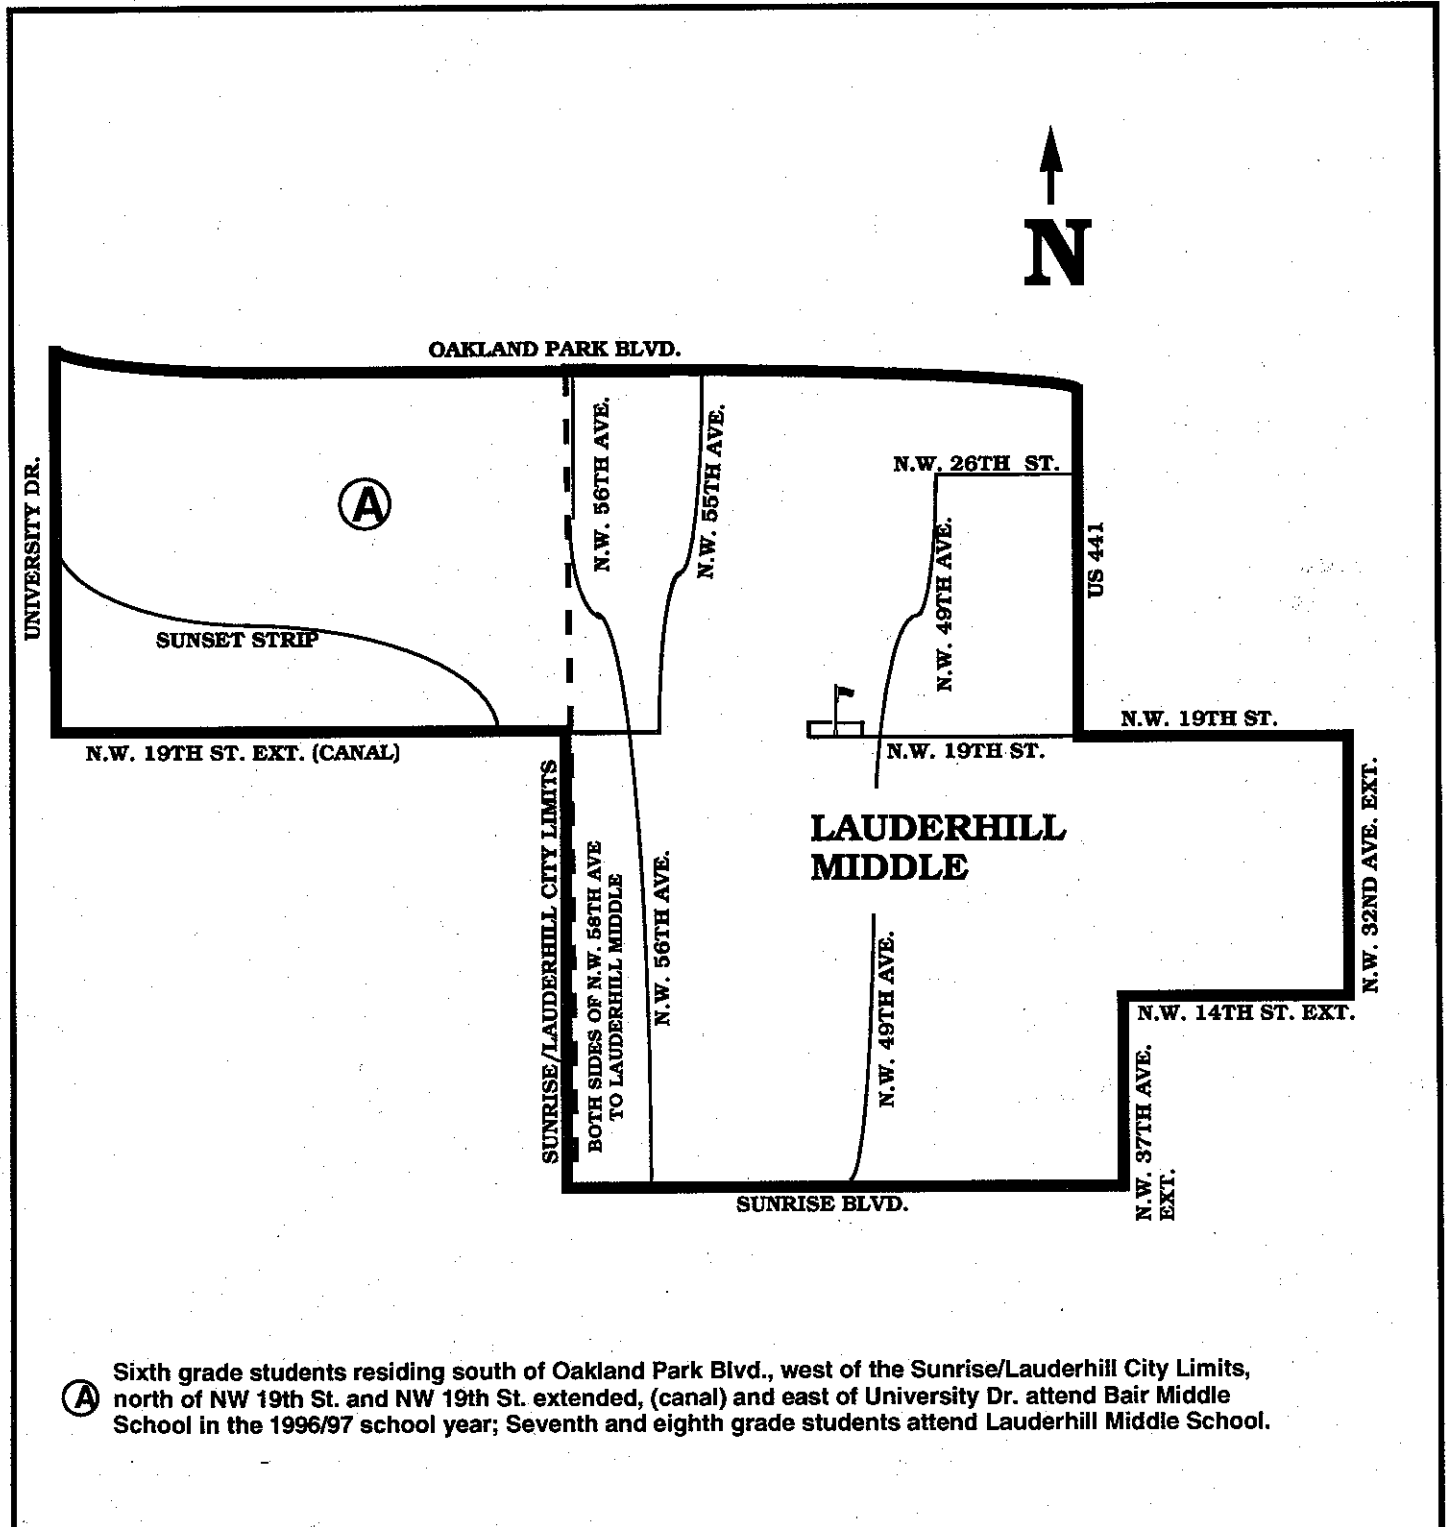 N
OAKLAND PARK BLVD.
UNIVERSITY DR.
A
N.W. 56TH AVE.
N.W. 55TH AVE.
N.W. 26TH ST.
N.W. 49TH AVE.
US 441
SUNSET STRIP
N.W. 19TH ST. EXT. (CANAL)
N.W. 19TH ST.
N.W. 19TH ST.
SUNRISE/LAUDERHILL CITY LIMITS
BOTH SIDES OF N.W. 58TH AVE
TO LAUDERHILL MIDDLE
N.W. 56TH AVE.
LAUDERHILL
MIDDLE
N.W. 49TH AVE.
N.W. 32ND AVE. EXT.
N.W. 14TH ST. EXT.
N.W. 37TH AVE.
EXT.
SUNRISE BLVD.
A
Sixth grade students residing south of Oakland Park Blvd., west of the Sunrise/Lauderhill City Limits,
north of NW 19th St. and NW 19th St. extended, (canal) and east of University Dr. attend Bair Middle
School in the 1996/97 school year; Seventh and eighth grade students attend Lauderhill Middle School.